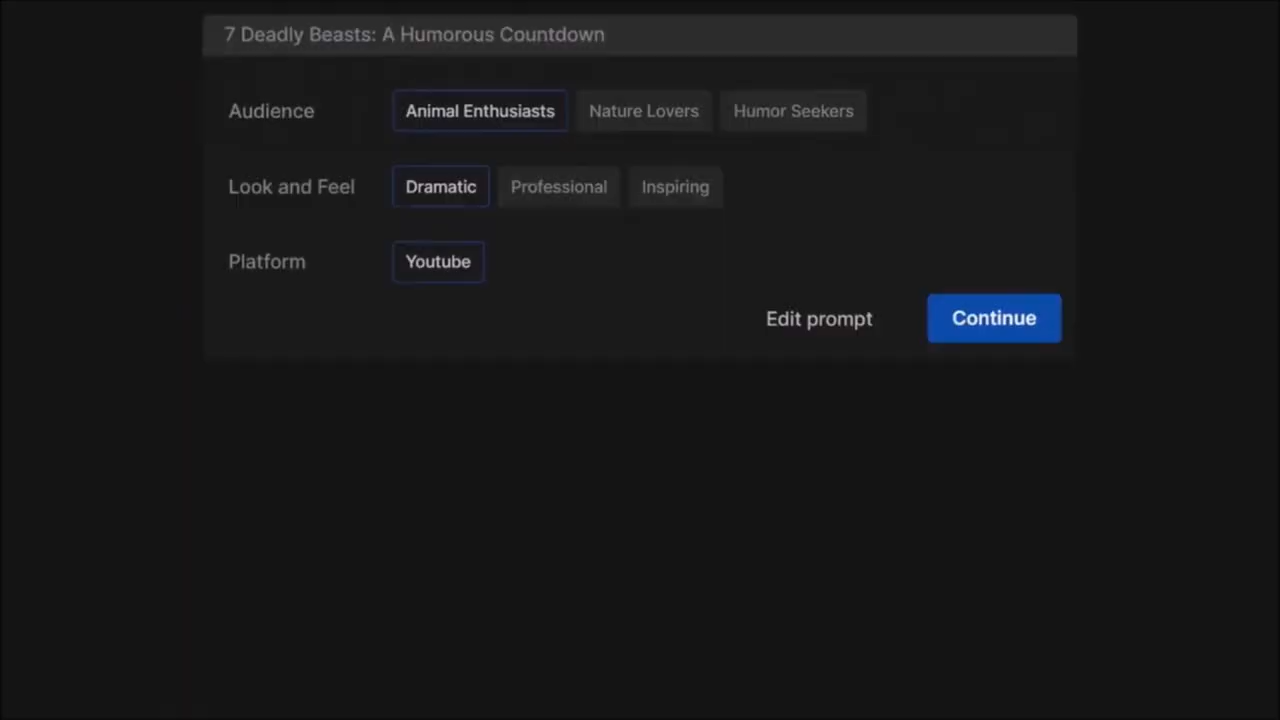 7 Deadly Beasts: A Humorous Countdown
Audience Animal Enthusiasts Nature Lovers Humor Seekers
Look and Feel Dramatic Professional Inspiring
Platform Youtube
Edit prompt Continue